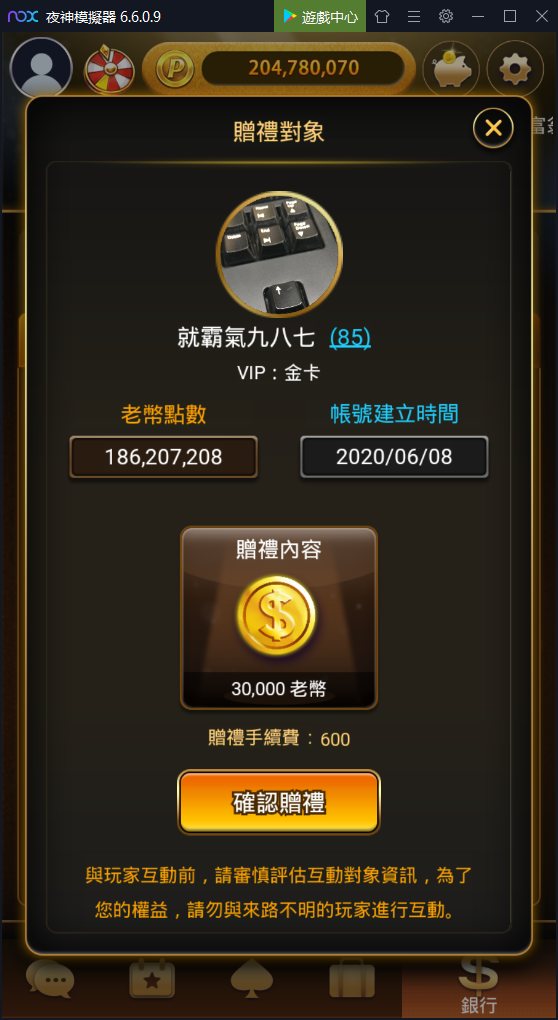 nox 夜神模擬器 6.6.0.9 遊戲中心
P 204,780,070
贈禮對象
就霸氣九八七 (85)
VIP：金卡
老幣點數 帳號建立時間
186,207,208 2020/06/08
贈禮內容
$
30,000 老幣
贈禮手續費：600
確認贈禮
與玩家互動前，請審慎評估互動對象資訊，為了
您的權益，請勿與來路不明的玩家進行互動。
$
銀行